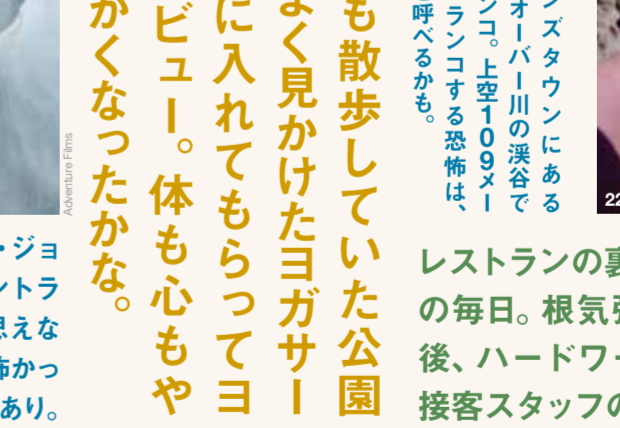 ンズタウンにある
オーバー川の渓谷で
ンコ。上空109メー
ランコする恐怖は、
呼べるかも。
22
も散歩していた公園
よく見かけたヨガサー
に入れてもらってヨ
ビュー。体も心もや
かくなったかな。
Adventure Films
・ジョ
ントラ
思えな
怖かっ
あり。
レストランの裏
の毎日。根気強
後、ハードワー
接客スタッフの